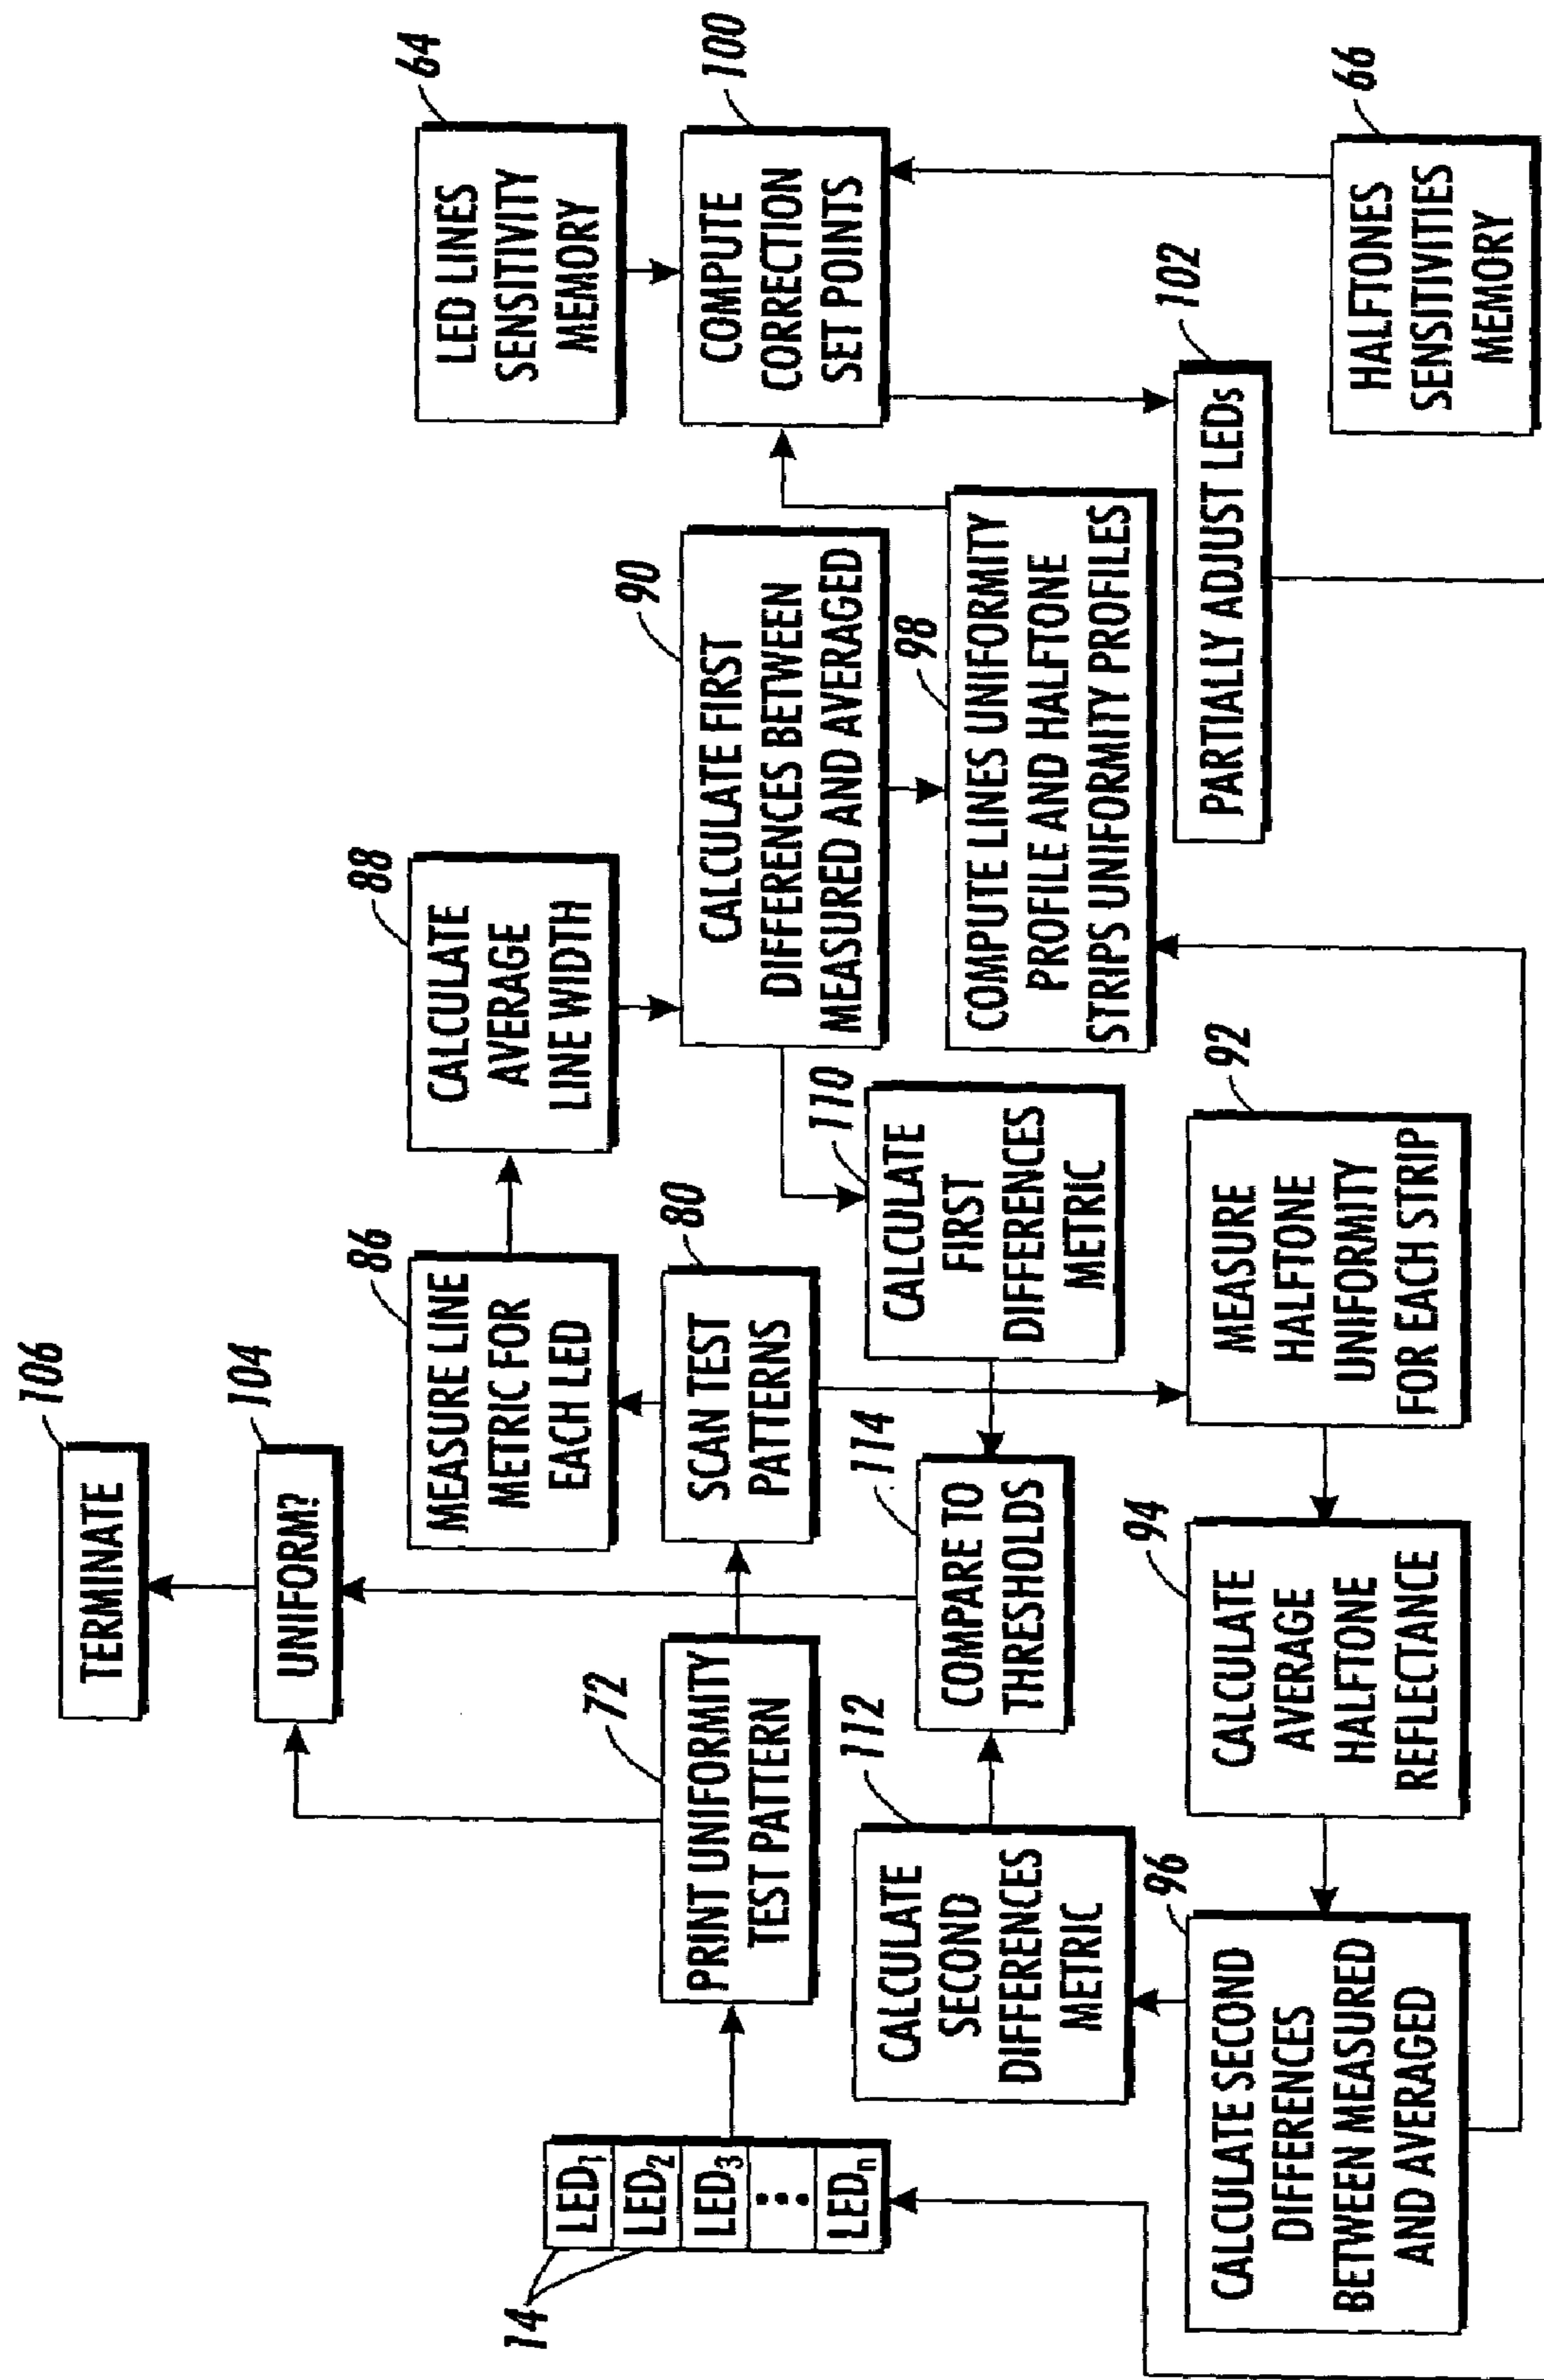 106
TERMINATE
104
UNIFORM?
64
LED LINES
SENSITIVITY
MEMORY
86
MEASURE LINE
METRIC FOR
EACH LED
88
CALCULATE
AVERAGE
LINE WIDTH
14
LED1
LED2
LED3
LEDn
72
PRINT UNIFORMITY
TEST PATTERN
80
SCAN TEST
PATTERNS
90
CALCULATE FIRST
DIFFERENCES BETWEEN
MEASURED AND AVERAGED
100
COMPUTE
CORRECTION
SET POINTS
112
CALCULATE
SECOND
DIFFERENCES
METRIC
114
COMPARE TO
THRESHOLDS
110
CALCULATE
FIRST
DIFFERENCES
METRIC
98
COMPUTE LINES UNIFORMITY
PROFILE AND HALFTONE
STRIPS UNIFORMITY PROFILES
96
CALCULATE SECOND
DIFFERENCES
BETWEEN MEASURED
AND AVERAGED
94
CALCULATE
AVERAGE
HALFTONE
REFLECTANCE
92
MEASURE
HALFTONE
UNIFORMITY
FOR EACH STRIP
102
PARTIALLY ADJUST LEDs
66
HALFTONES
SENSITIVITIES
MEMORY